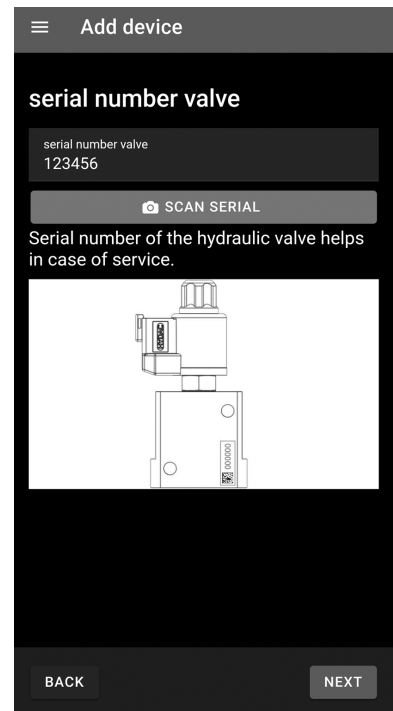 Add device
serial number valve
serial number valve
123456
SCAN SERIAL
Serial number of the hydraulic valve helps
in case of service.
000000
BACK
NEXT